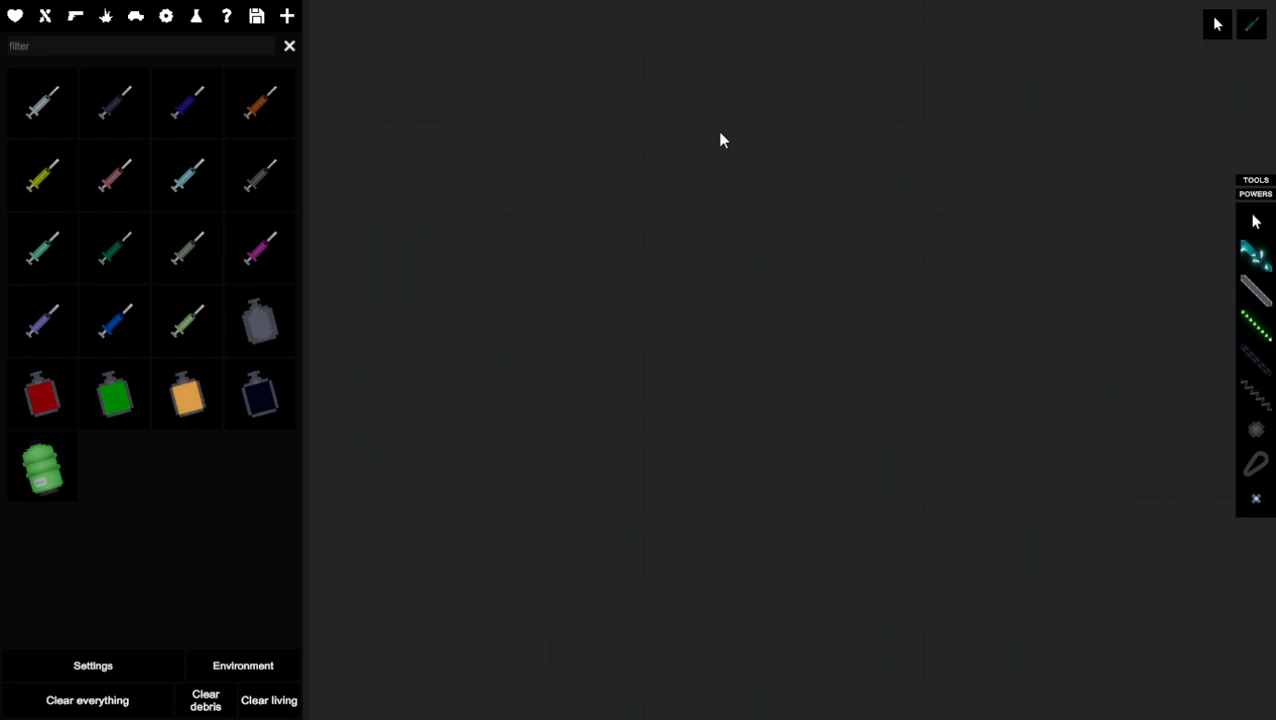 filter
TOOLS
POWERS
Settings
Environment
Clear everything
Clear
debris
Clear living